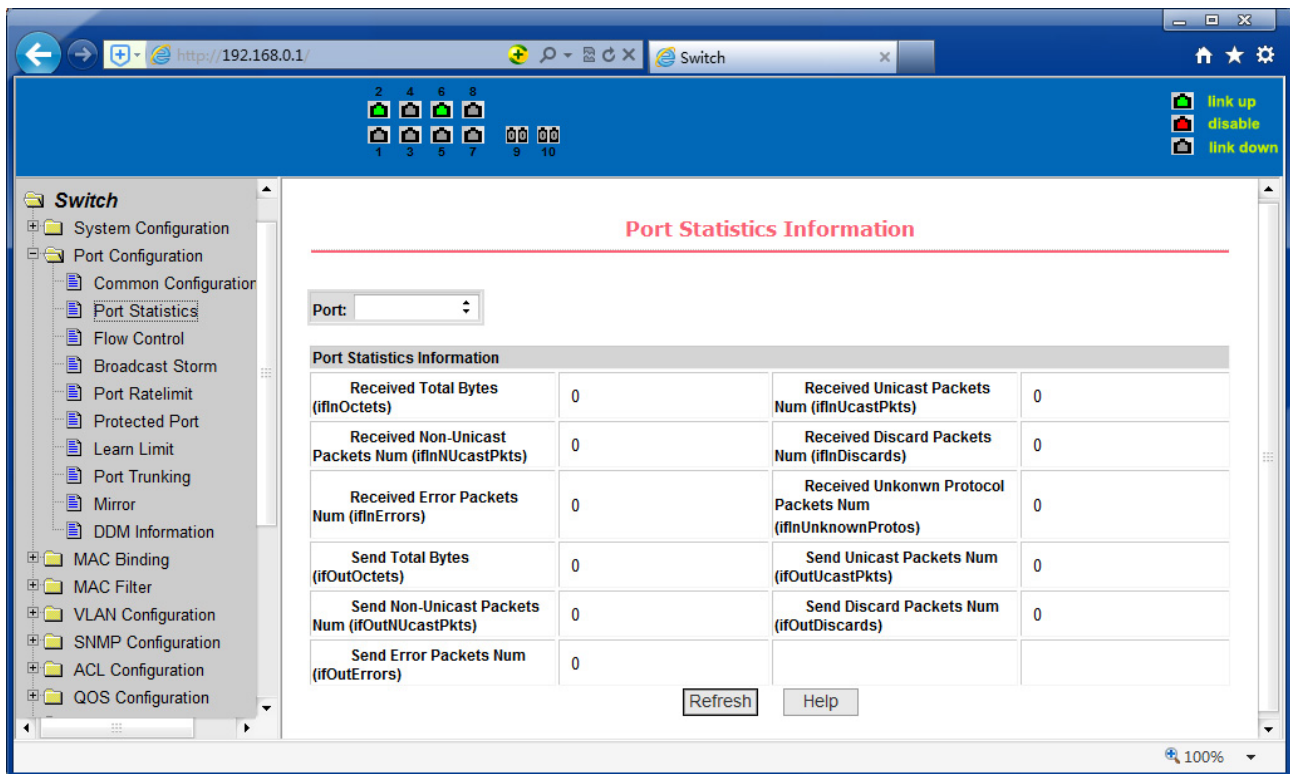 http://192.168.0.1/
Switch
2 4 6 8
1 3 5 7 9 10
link up
disable
link down
Switch
System Configuration
Port Configuration
Common Configuration
Port Statistics
Flow Control
Broadcast Storm
Port Ratelimit
Protected Port
Learn Limit
Port Trunking
Mirror
DDM Information
MAC Binding
MAC Filter
VLAN Configuration
SNMP Configuration
ACL Configuration
QOS Configuration
Port Statistics Information
Port:
Port Statistics Information
Received Total Bytes
(ifInOctets)
0
Received Unicast Packets
Num (ifInUcastPkts)
0
Received Non-Unicast
Packets Num (ifInNUcastPkts)
0
Received Discard Packets
Num (ifInDiscards)
0
Received Error Packets
Num (ifInErrors)
0
Received Unkonwn Protocol
Packets Num
(ifInUnknownProtos)
0
Send Total Bytes
(ifOutOctets)
0
Send Unicast Packets Num
(ifOutUcastPkts)
0
Send Non-Unicast Packets
Num (ifOutNUcastPkts)
0
Send Discard Packets Num
(ifOutDiscards)
0
Send Error Packets Num
(ifOutErrors)
0
Refresh
Help
100%